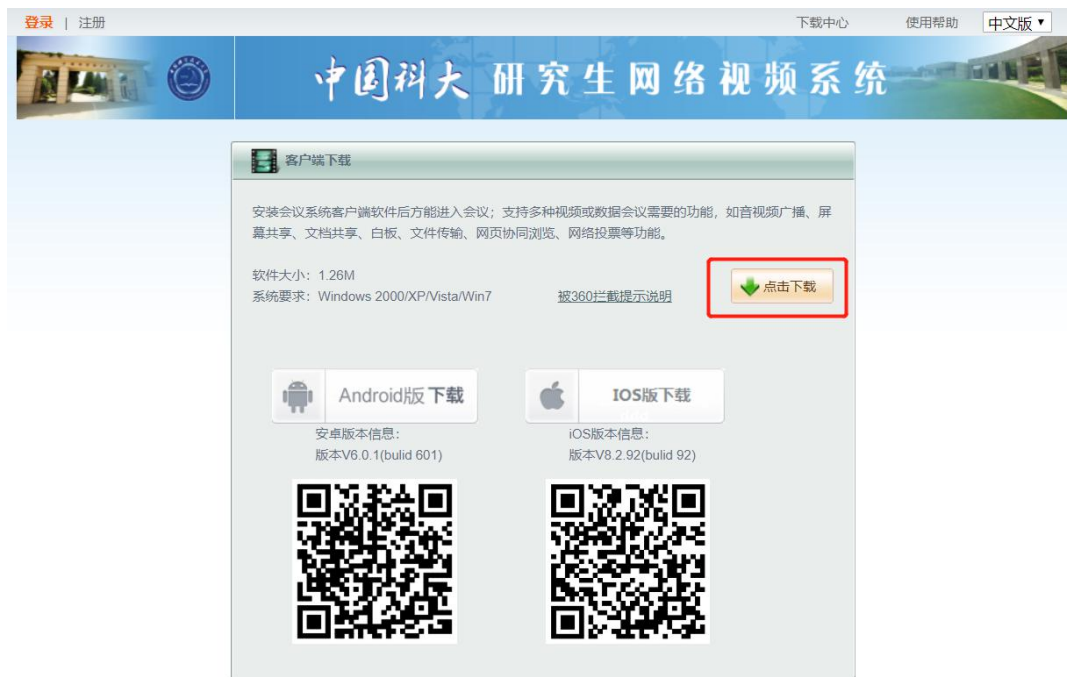 登录 | 注册 下载中心 使用帮助 中文版
中国科大 研究生网络视频系统
客户端下载
安装会议系统客户端软件后方能进入会议；支持多种视频或数据会议需要的功能，如音视频广播、屏
幕共享、文档共享、白板、文件传输、网页协同浏览、网络投票等功能。
软件大小：1.26M
系统要求：Windows 2000/XP/Vista/Win7 被360拦截提示说明 点击下载
Android版下载 IOS版下载
安卓版本信息： iOS版本信息：
版本V6.0.1(bulid 601) 版本V8.2.92(bulid 92)